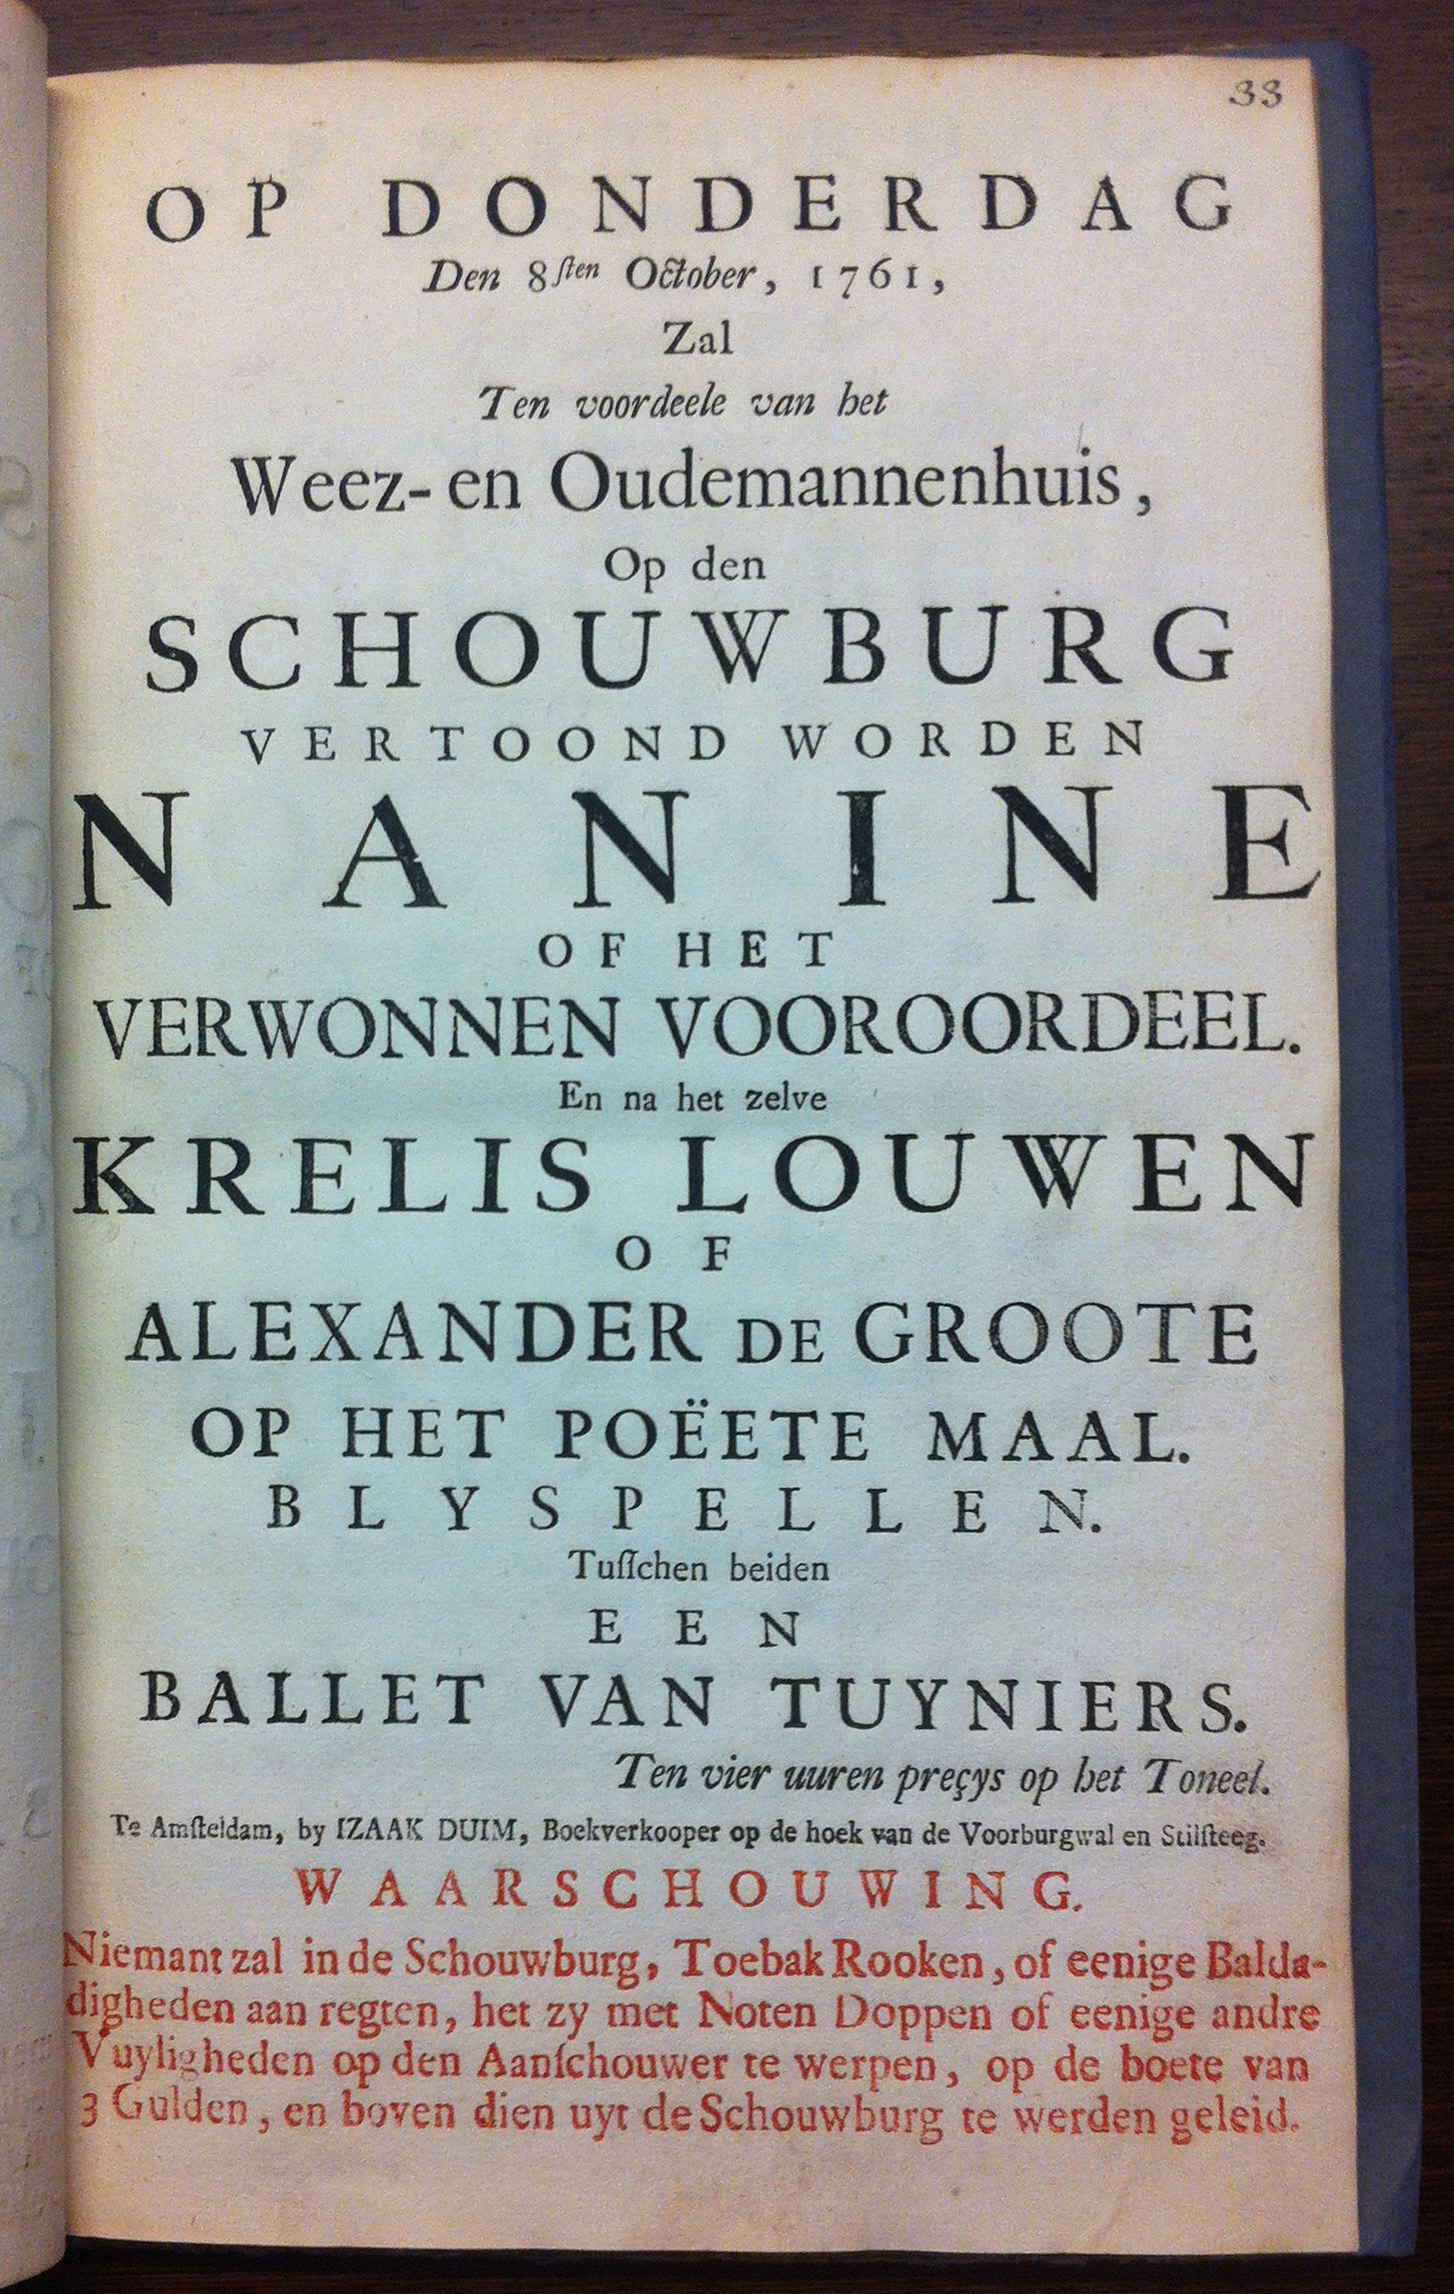 33
OP DONDERDAG
Den 8ſten October, 1761,
Zal
Ten voordeele van het
Weez- en Oudemannenhuis,
Op den
SCHOUWBURG
VERTOOND WORDEN
NANINE
OF HET
VERWONNEN VOOROORDEEL.
En na het zelve
KRELIS LOUWEN
OF
ALEXANDER DE GROOTE
OP HET POËETE MAAL.
BLYSPELLEN.
Tuſſchen beiden
EEN
BALLET VAN TUYNIERS.
Ten vier uuren preçys op het Toneel.
Te Amſteldam, by IZAAK DUIM, Boekverkooper op de hoek van de Voorburgwal en Stilſteeg.
WAARSCHOUWING.
Niemant zal in de Schouwburg, Toebak Rooken, of eenige Balda-
digheden aan regten, het zy met Noten Doppen of eenige andre
Vuyligheden op den Aanſchouwer te werpen, op de boete van
3 Gulden, en boven dien uyt de Schouwburg te werden geleid.